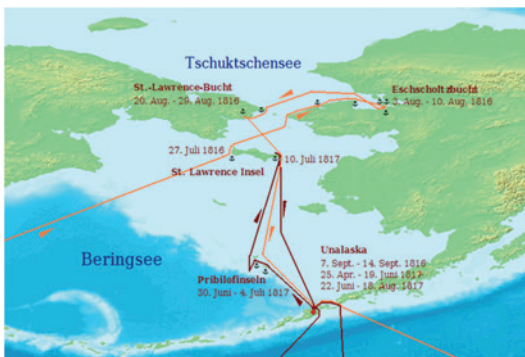 Tschuktschensee
St.-Lawrence-Bucht
20. Aug. - 29. Aug. 1816
Eschscholtzbucht
3. Aug. - 10. Aug. 1816
27. Juli 1816
10. Juli 1817
St. Lawrence Insel
Beringsee
Unalaska
7. Sept. - 14. Sept. 1816
25. Apr. - 19. Juni 1817
22. Juni - 18. Aug. 1817
Pribilofinseln
30. Juni - 4. Juli 1817